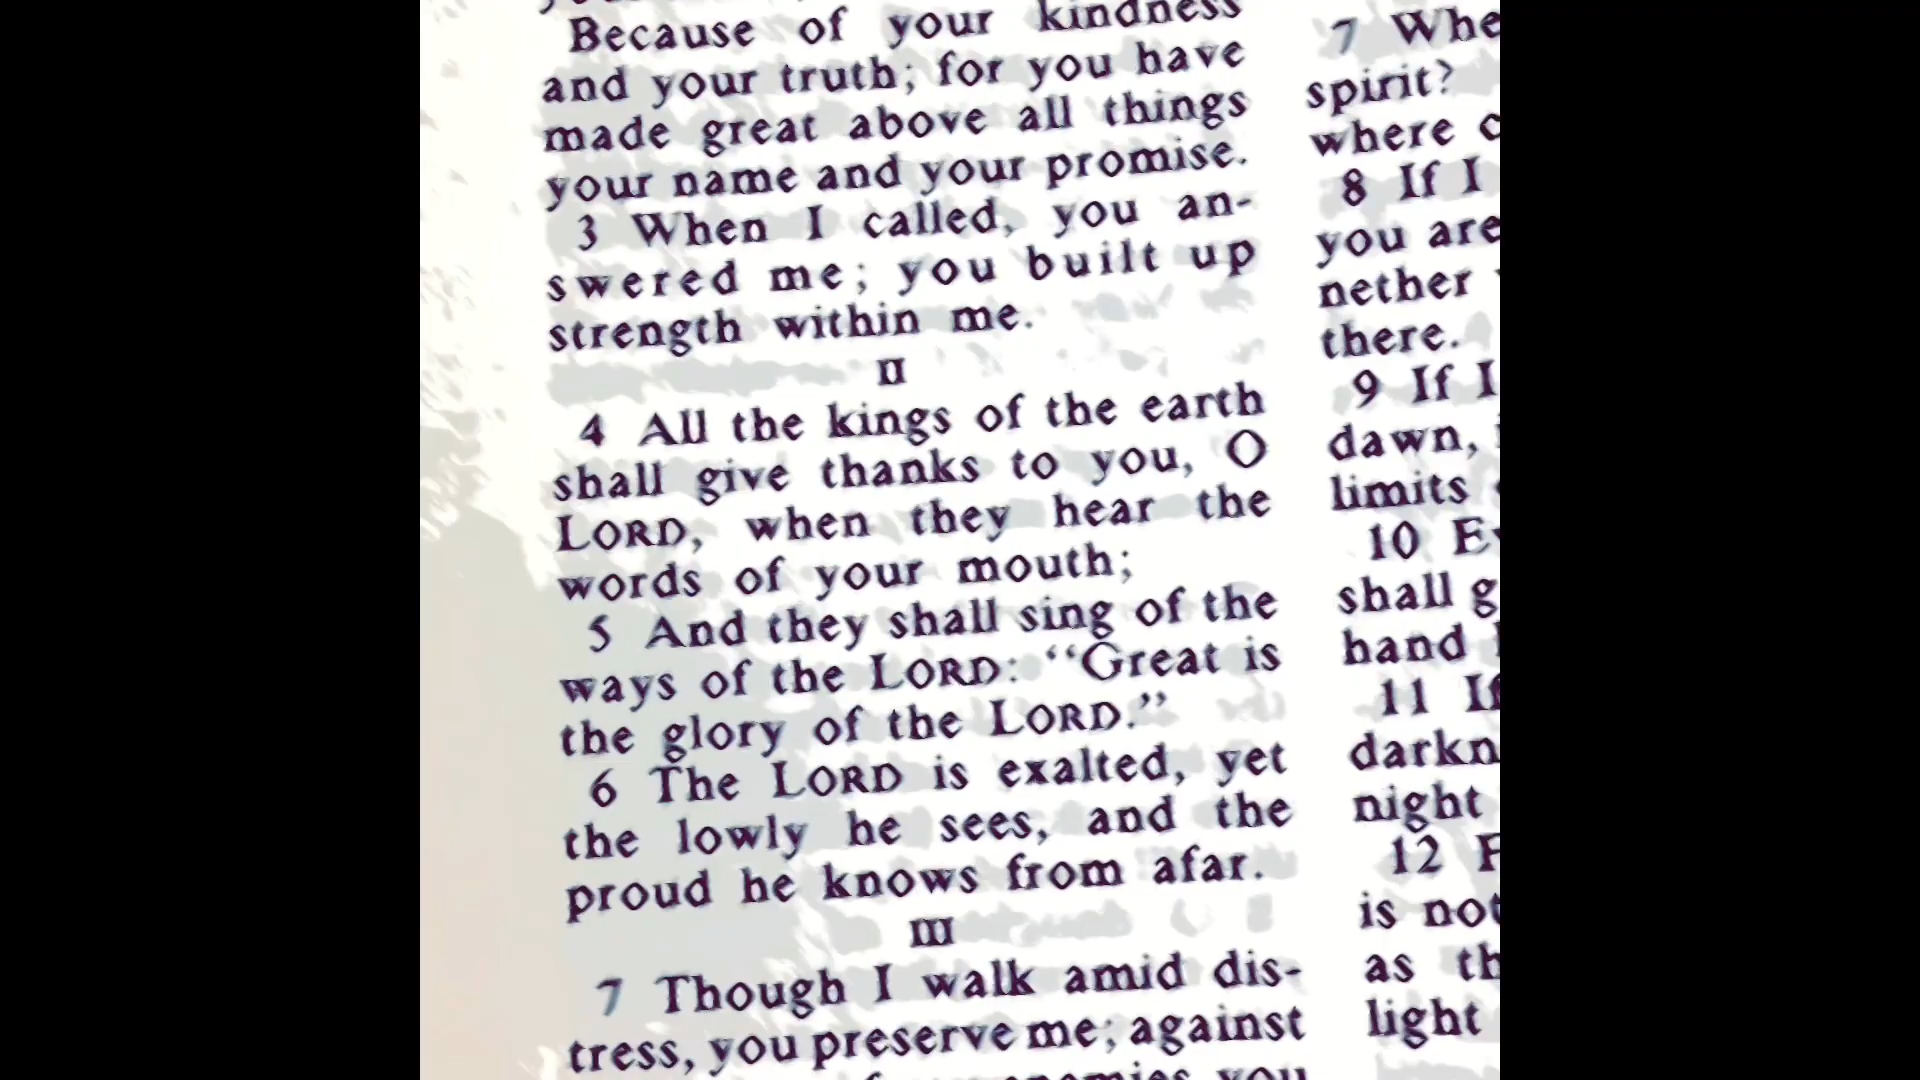 Because of your kindness
and your truth; for you have
made great above all things
your name and your promise.
3 When I called, you an-
swered me; you built up
strength within me.
II
4 All the kings of the earth
shall give thanks to you, O
LORD, when they hear the
words of your mouth;
5 And they shall sing of the
ways of the LORD: “Great is
the glory of the LORD.”
6 The LORD is exalted, yet
the lowly he sees, and the
proud he knows from afar.
III
7 Though I walk amid dis-
tress, you preserve me; against
enemies you
7 Whe
spirit?
where c
8 If I
you are
nether
there.
9 If I
dawn,
limits
10 Ev
shall g
hand
11 If
darkn
night
12 F
is not
as th
light